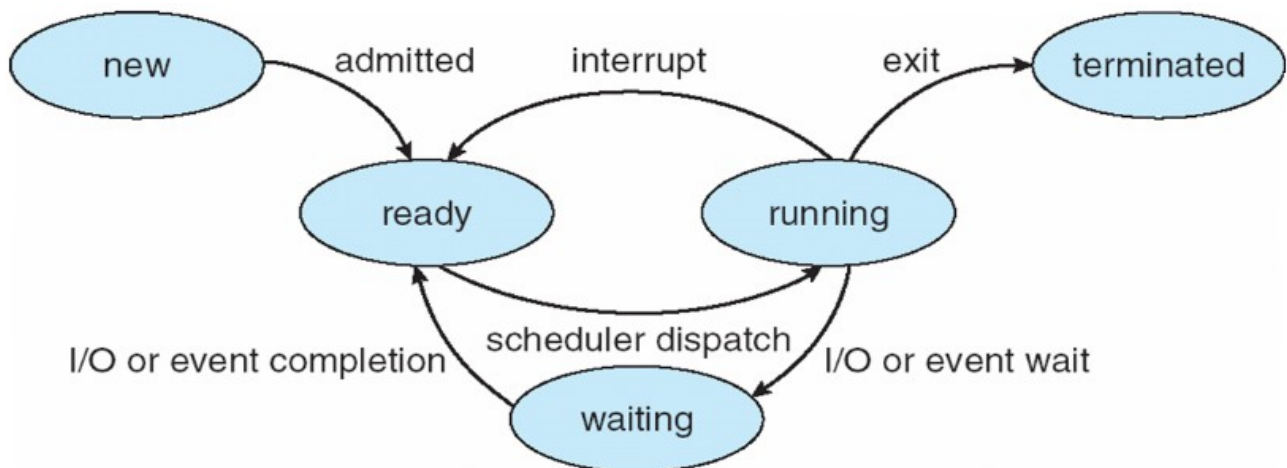 new
admitted
interrupt
exit
terminated
ready
running
scheduler dispatch
I/O or event completion
I/O or event wait
waiting